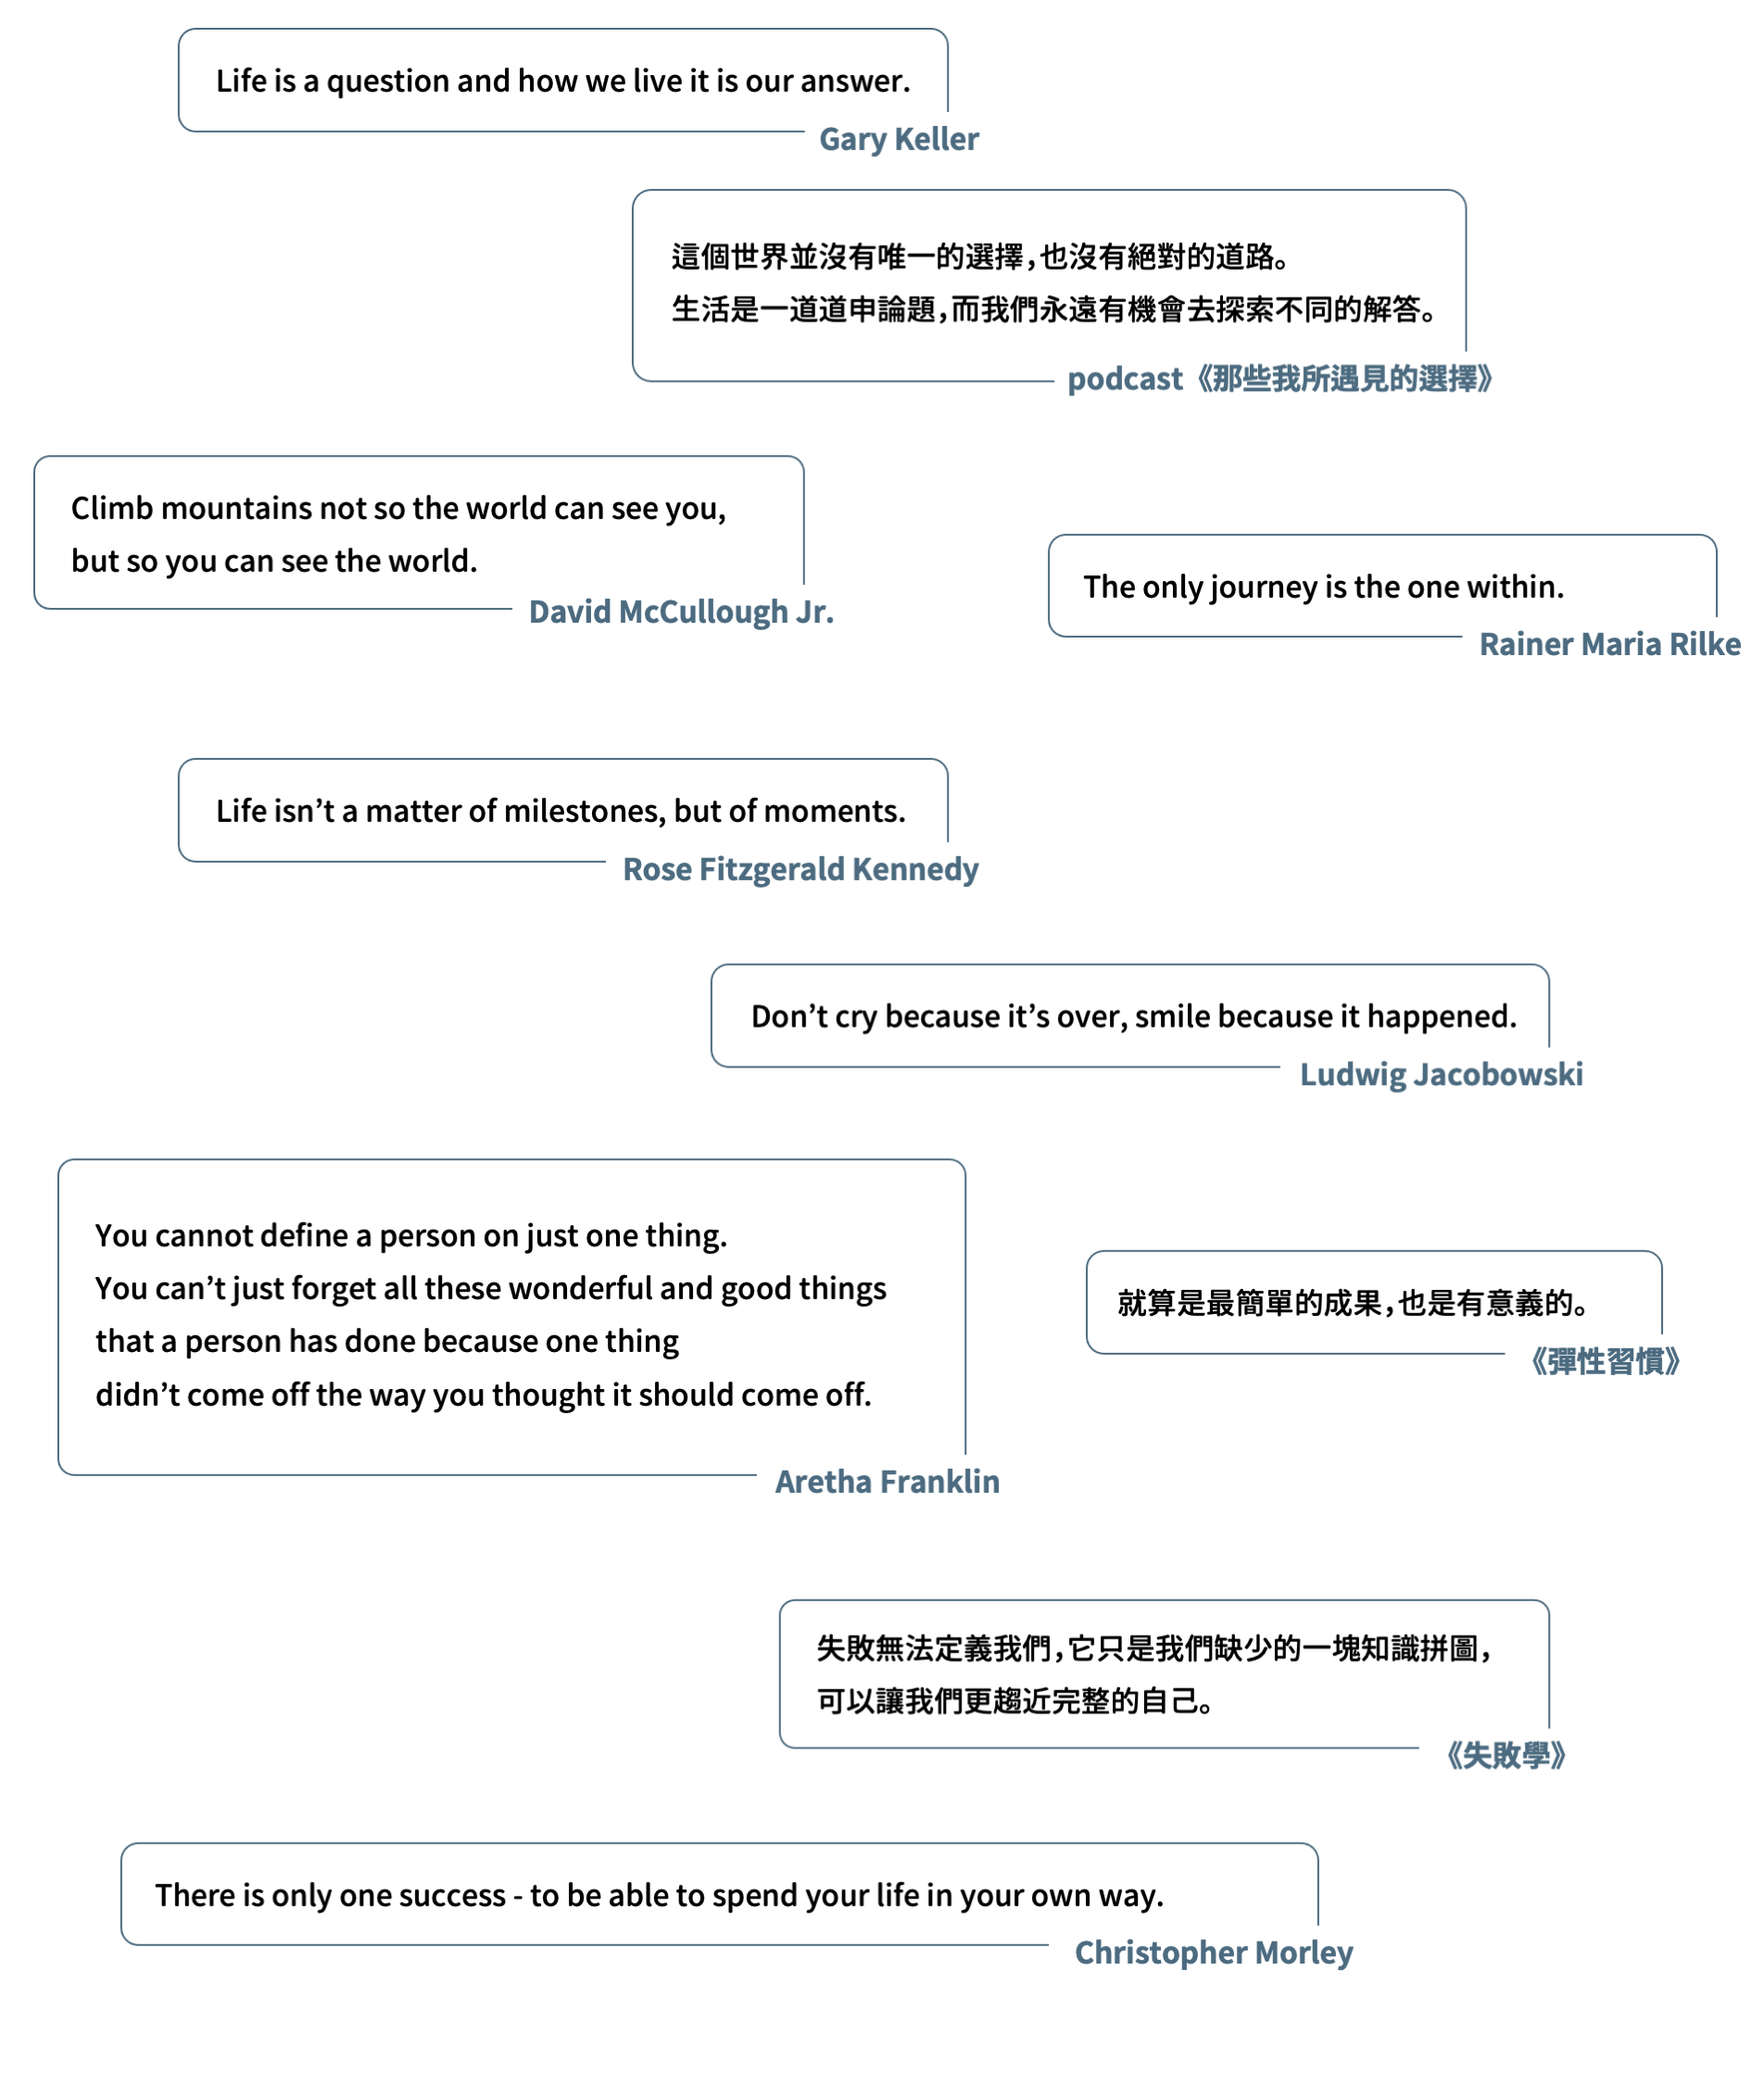 Life is a question and how we live it is our answer.
Gary Keller
這個世界並沒有唯一的選擇，也沒有絕對的道路。
生活是一道道申論題，而我們永遠有機會去探索不同的解答。
podcast《那些我所遇見的選擇》
Climb mountains not so the world can see you,
but so you can see the world.
David McCullough Jr.
The only journey is the one within.
Rainer Maria Rilke
Life isn’t a matter of milestones, but of moments.
Rose Fitzgerald Kennedy
Don’t cry because it’s over, smile because it happened.
Ludwig Jacobowski
You cannot define a person on just one thing.
You can’t just forget all these wonderful and good things
that a person has done because one thing
didn’t come off the way you thought it should come off.
Aretha Franklin
就算是最簡單的成果，也是有意義的。
《彈性習慣》
失敗無法定義我們，它只是我們缺少的一塊知識拼圖，
可以讓我們更趨近完整的自己。
《失敗學》
There is only one success - to be able to spend your life in your own way.
Christopher Morley